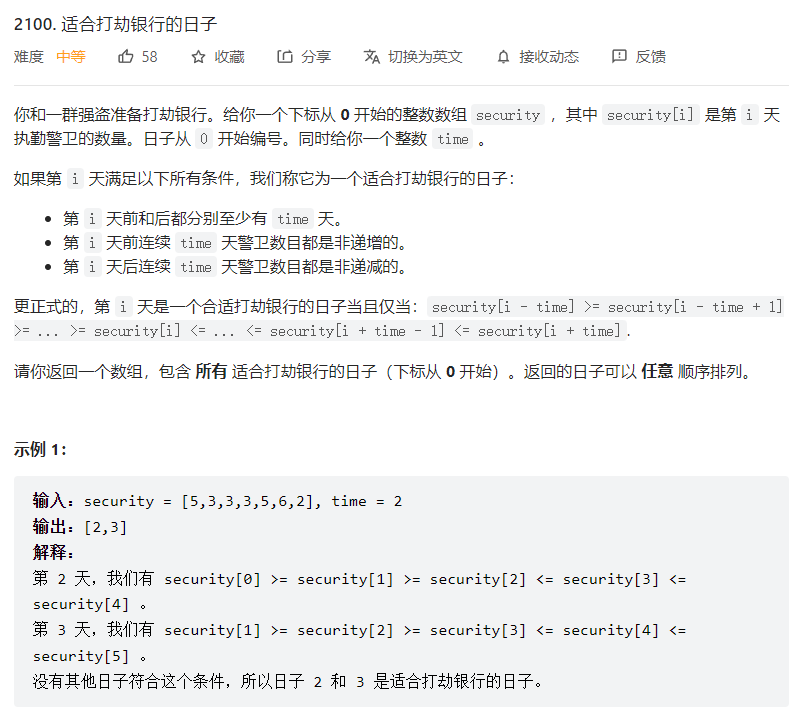 2100. 适合打劫银行的日子
难度 中等 58 收藏 分享 切换为英文 接收动态 反馈
你和一群强盗准备打劫银行。给你一个下标从 0 开始的整数数组 security ，其中 security[i] 是第 i 天
执勤警卫的数量。日子从 0 开始编号。同时给你一个整数 time 。
如果第 i 天满足以下所有条件，我们称它为一个适合打劫银行的日子：
• 第 i 天前和后都分别至少有 time 天。
• 第 i 天前连续 time 天警卫数目都是非递增的。
• 第 i 天后连续 time 天警卫数目都是非递减的。
更正式的，第 i 天是一个合适打劫银行的日子当且仅当：security[i - time] >= security[i - time + 1]
>= ... >= security[i] <= ... <= security[i + time - 1] <= security[i + time].
请你返回一个数组，包含 所有 适合打劫银行的日子（下标从 0 开始）。返回的日子可以 任意 顺序排列。
示例 1：
输入：security = [5,3,3,3,5,6,2], time = 2
输出：[2,3]
解释：
第 2 天，我们有 security[0] >= security[1] >= security[2] <= security[3] <=
security[4] 。
第 3 天，我们有 security[1] >= security[2] >= security[3] <= security[4] <=
security[5] 。
没有其他日子符合这个条件，所以日子 2 和 3 是适合打劫银行的日子。